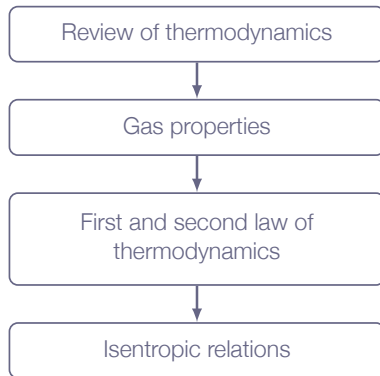 Review of thermodynamics
Gas properties
First and second law of
thermodynamics
Isentropic relations